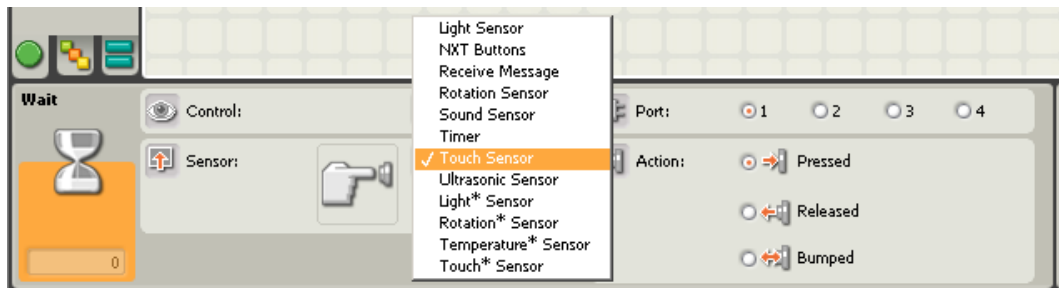 Wait
Control:
Sensor:
0
Light Sensor
NXT Buttons
Receive Message
Rotation Sensor
Sound Sensor
Timer
✓ Touch Sensor
Ultrasonic Sensor
Light* Sensor
Rotation* Sensor
Temperature* Sensor
Touch* Sensor
Port:
1 2 3 4
Action:
Pressed
Released
Bumped